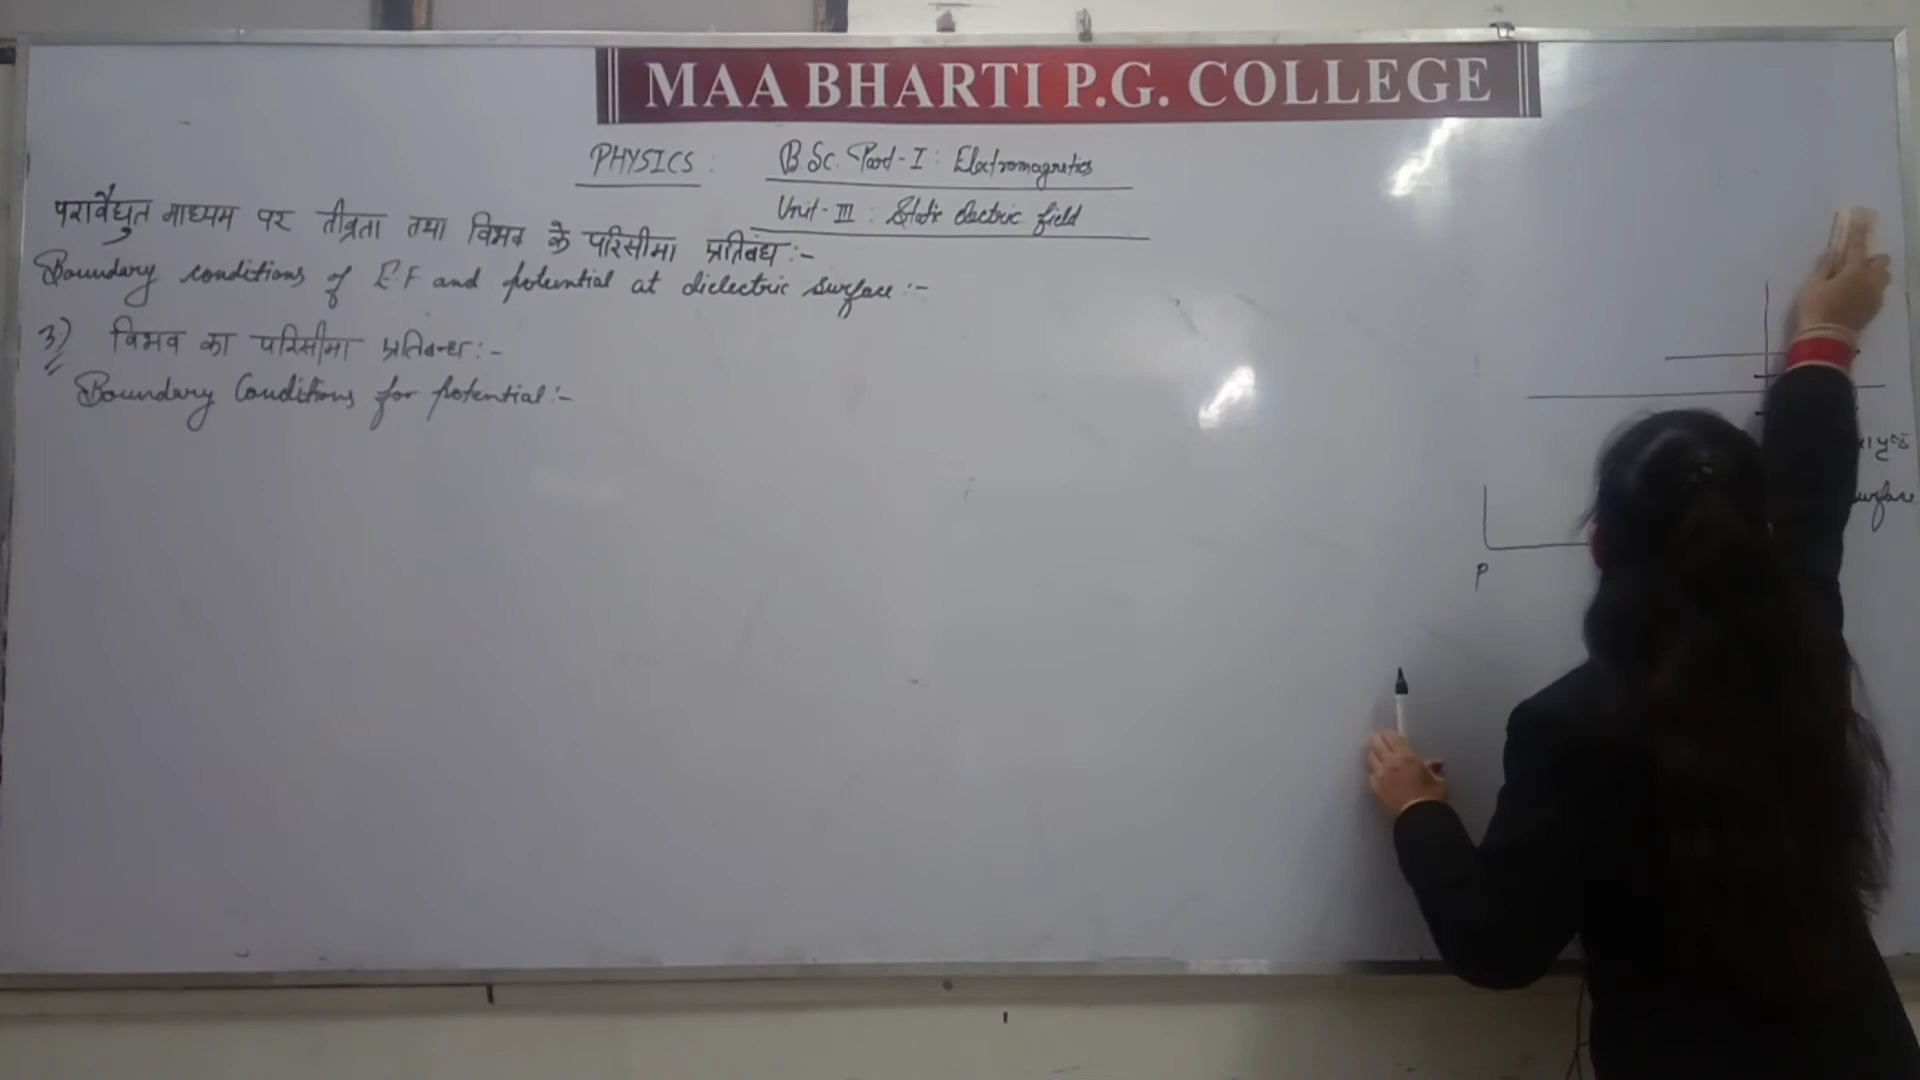 MAA BHARTI P.G. COLLEGE
PHYSICS : B.Sc. Part-I : Electromagnetics
Unit-III : Static electric field
परावैद्युत माध्यम पर तीव्रता तथा विभव के परिसीमा प्रतिबंध :-
Boundary conditions of E.F and potential at dielectric surface :-
3) विभव का परिसीमा प्रतिबन्ध :-
Boundary Conditions for potential :-
P